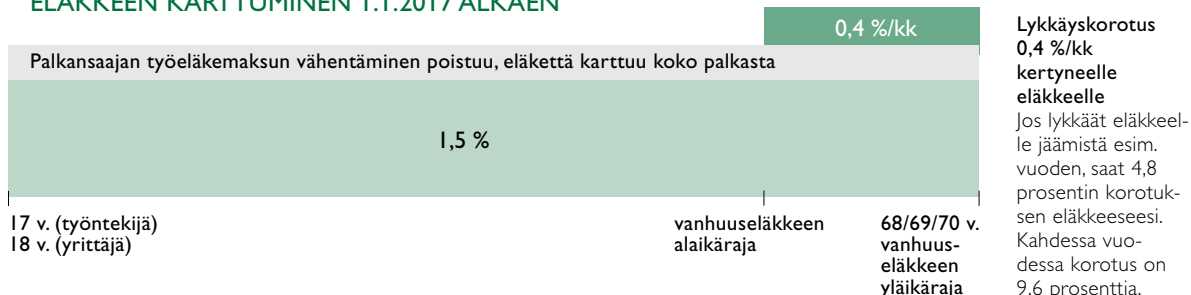 ELÄKKEEN KARTTUMINEN 1.1.2017 ALKAEN
0,4 %/kk
Palkansaajan työeläkemaksun vähentäminen poistuu, eläkettä karttuu koko palkasta
1,5 %
17 v. (työntekijä)
18 v. (yrittäjä)
vanhuuseläkkeen
alaikäraja
68/69/70 v.
vanhuus-
eläkkeen
yläikäraja
Lykkäyskorotus
0,4 %/kk
kertyneelle
eläkkeelle
Jos lykkäät eläkkeel-
le jäämistä esim.
vuoden, saat 4,8
prosentin korotuk-
sen eläkkeeseesi.
Kahdessa vuo-
dessa korotus on
9,6 prosenttia.